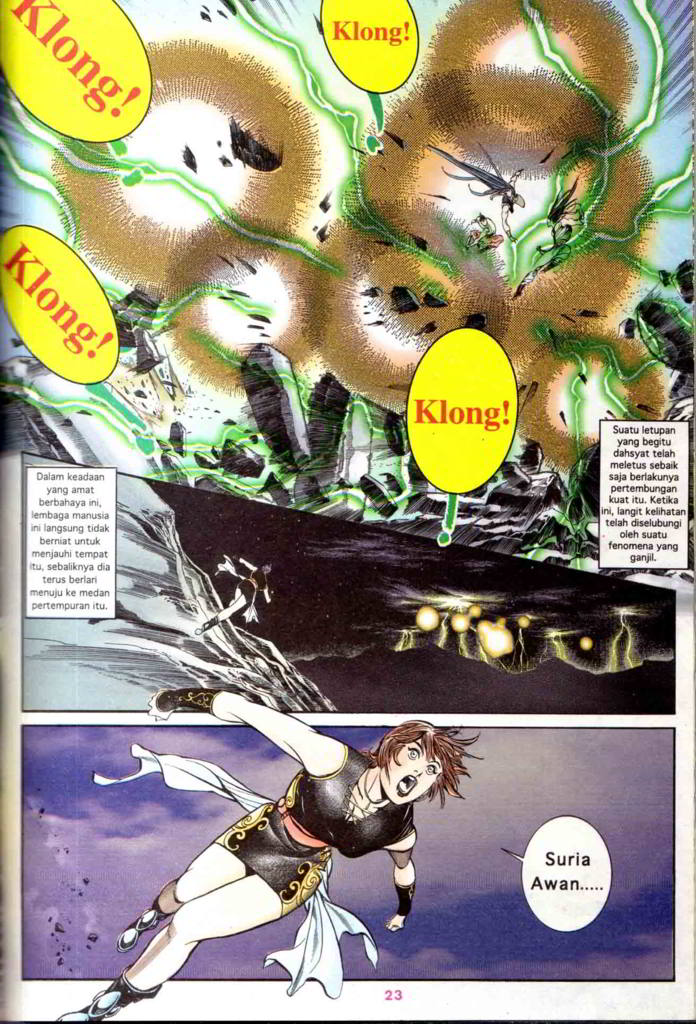 Klong!
Klong!
Klong!
Klong!
Suatu letupan
yang begitu
dahsyat telah
meletus sebaik
saja berlakunya
pertembungan
kuat itu. Ketika
ini, langit kelihatan
telah diselubungi
oleh suatu
fenomena yang
ganjil.
Dalam keadaan
yang amat
berbahaya ini,
lembaga manusia
ini langsung tidak
berniat untuk
menjauhi tempat
itu, sebaliknya dia
terus berlari
menuju ke medan
pertempuran itu.
Suria
Awan.....
23